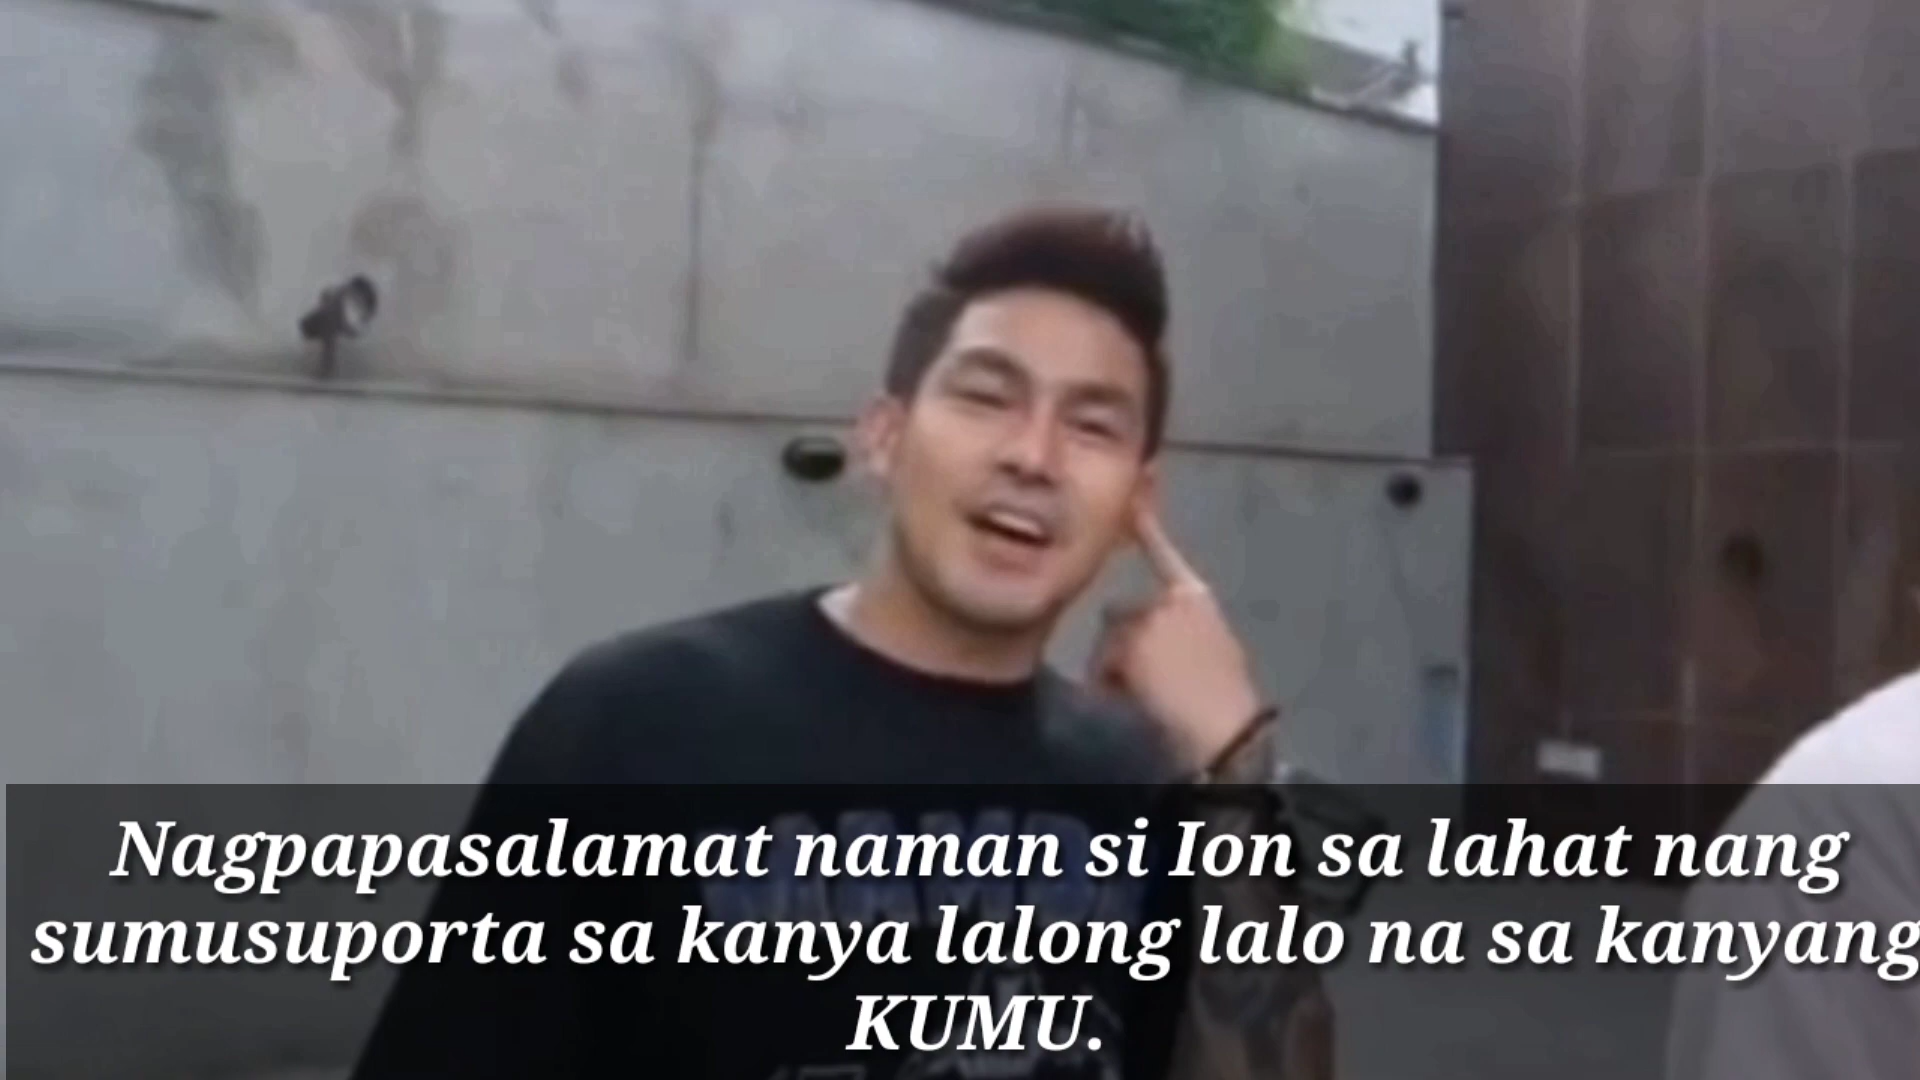 Nagpapasalamat naman si Ion sa lahat nang
sumusuporta sa kanya lalong lalo na sa kanyang
KUMU.